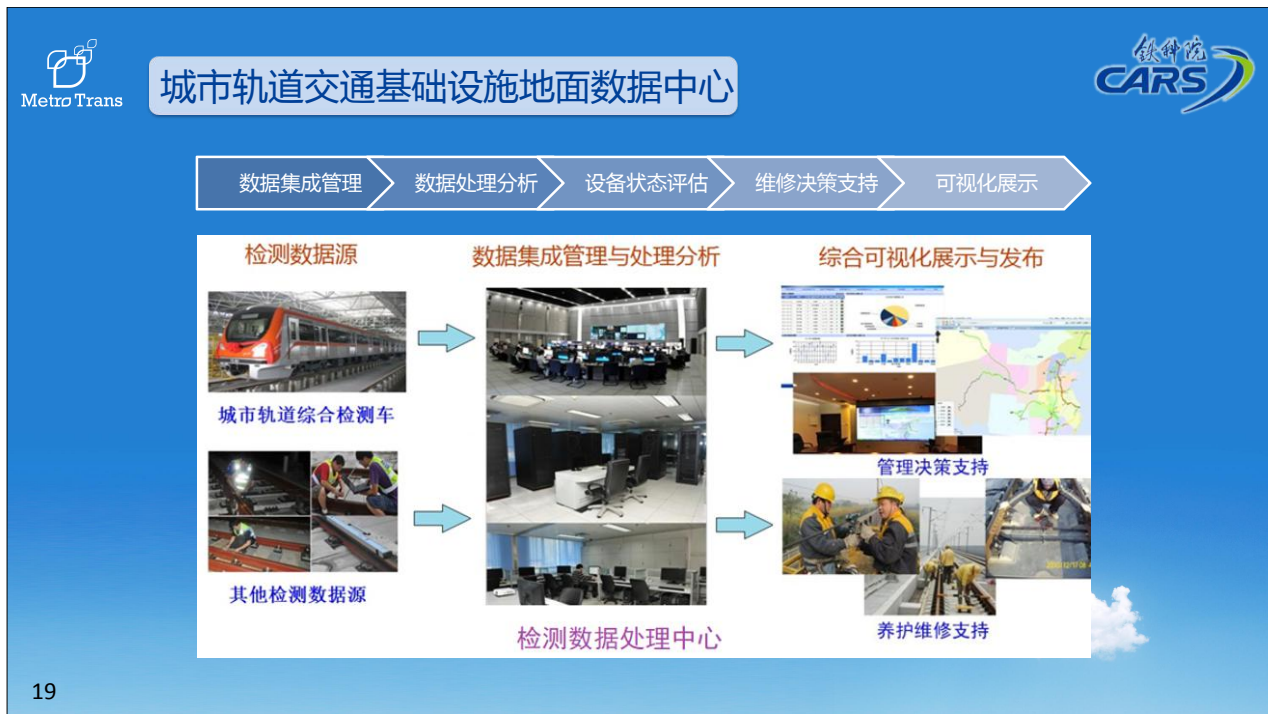 Metro Trans
城市轨道交通基础设施地面数据中心
铁科院
CARS
数据集成管理
数据处理分析
设备状态评估
维修决策支持
可视化展示
检测数据源
数据集成管理与处理分析
综合可视化展示与发布
城市轨道综合检测车
管理决策支持
其他检测数据源
检测数据处理中心
养护维修支持
19